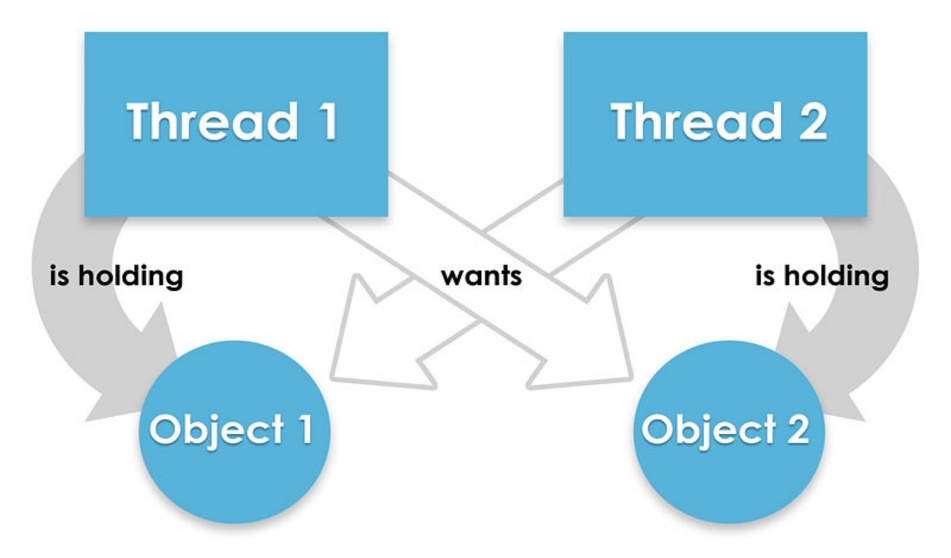 Thread 1
Thread 2
is holding
wants
is holding
Object 1
Object 2